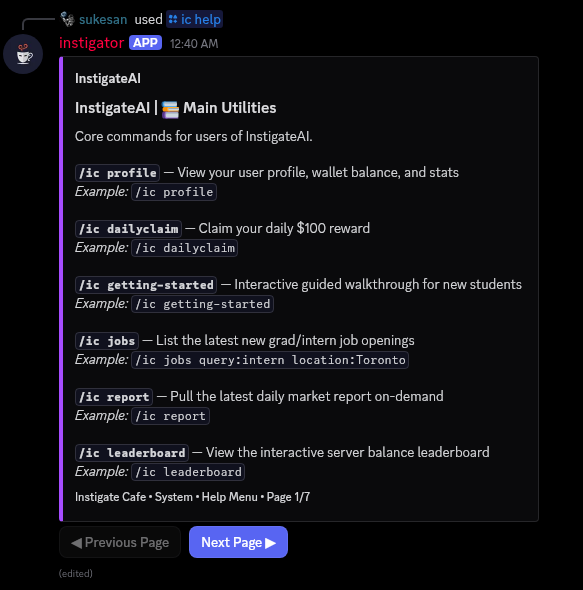 sukesan used ic help
instigator APP 12:40 AM
InstigateAI
InstigateAI | 📚 Main Utilities
Core commands for users of InstigateAI.
/ic profile — View your user profile, wallet balance, and stats
Example: /ic profile
/ic dailyclaim — Claim your daily $100 reward
Example: /ic dailyclaim
/ic getting-started — Interactive guided walkthrough for new students
Example: /ic getting-started
/ic jobs — List the latest new grad/intern job openings
Example: /ic jobs query:intern location:Toronto
/ic report — Pull the latest daily market report on-demand
Example: /ic report
/ic leaderboard — View the interactive server balance leaderboard
Example: /ic leaderboard
Instigate Cafe • System • Help Menu • Page 1/7
◀ Previous Page Next Page ▶
(edited)